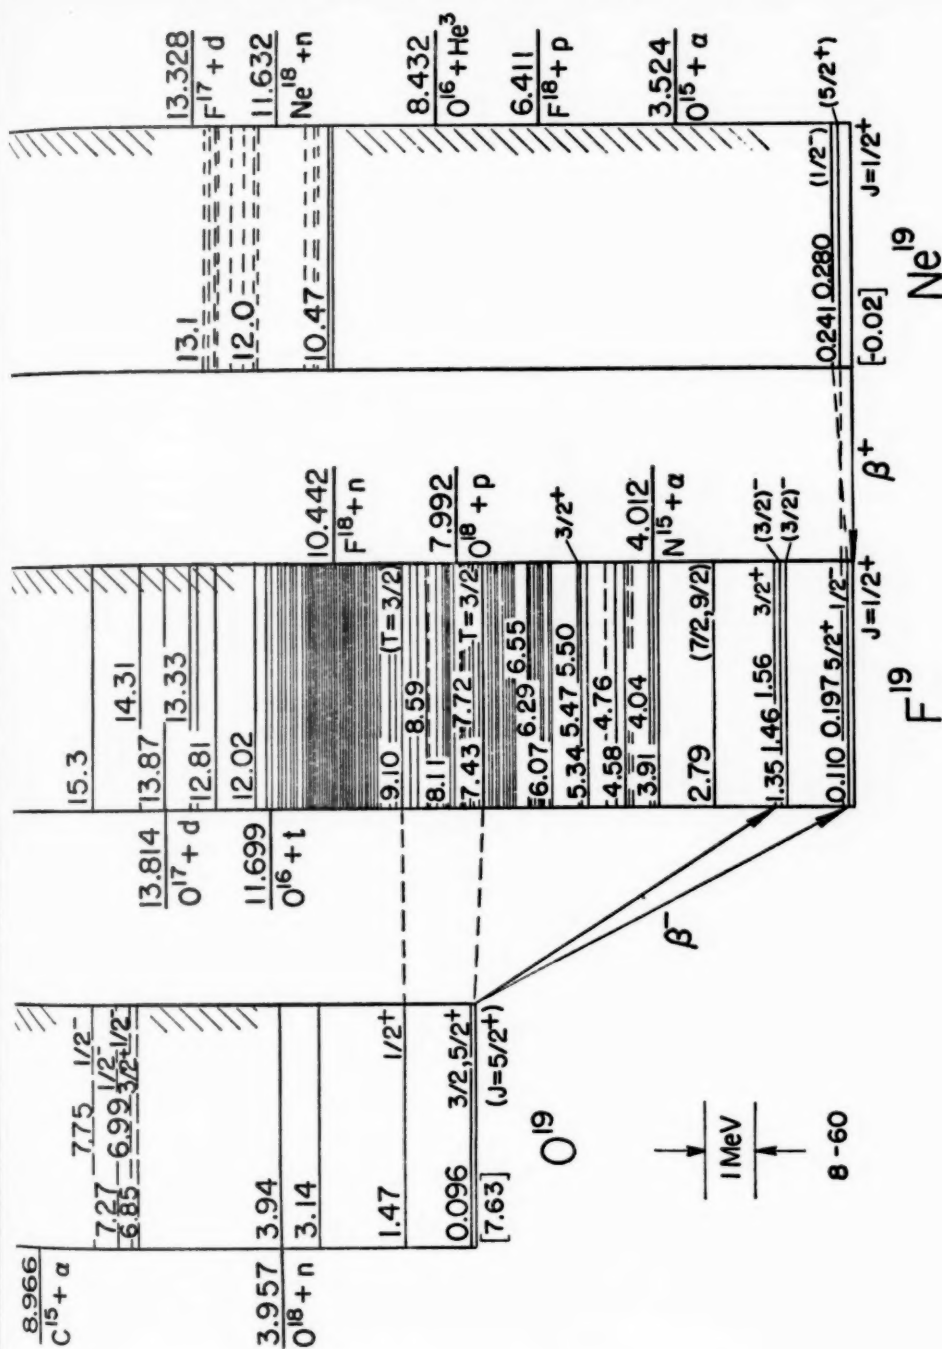 8.966
C¹⁵ + α
7.75 1/2⁻
7.27 1/2⁻
6.99 3/2⁺ 1/2⁻
6.85
3.957
O¹⁸ + n
3.94
3.14
1.47 1/2⁺
0.096 3/2, 5/2⁺
[7.63] (J=5/2⁺)
O¹⁹
1 MeV
8-60
β⁻
13.814
O¹⁷ + d
11.699
O¹⁶ + t
15.3
14.31
13.87
13.33
12.81
12.02
9.10 (T=3/2)
8.59
8.11
7.43 7.72 T=3/2
6.07 6.29 6.55
5.34 5.47 5.50
4.58 4.76
3.91 4.04
2.79 (7/2, 9/2)
1.35 1.46 1.56 3/2⁺
0.110 0.197 5/2⁺ 1/2⁻
J=1/2⁺
F¹⁹
10.442
F¹⁸ + n
7.992
O¹⁸ + p
3/2⁺
4.012
N¹⁵ + α
(3/2)⁻
(3/2)⁻
β⁺
13.1
12.0
10.47
0.241 0.280 (1/2⁻)
[-0.02] J=1/2⁺
Ne¹⁹
13.328
F¹⁷ + d
11.632
Ne¹⁸ + n
8.432
O¹⁶ + He³
6.411
F¹⁸ + p
3.524
O¹⁵ + α
(5/2⁺)